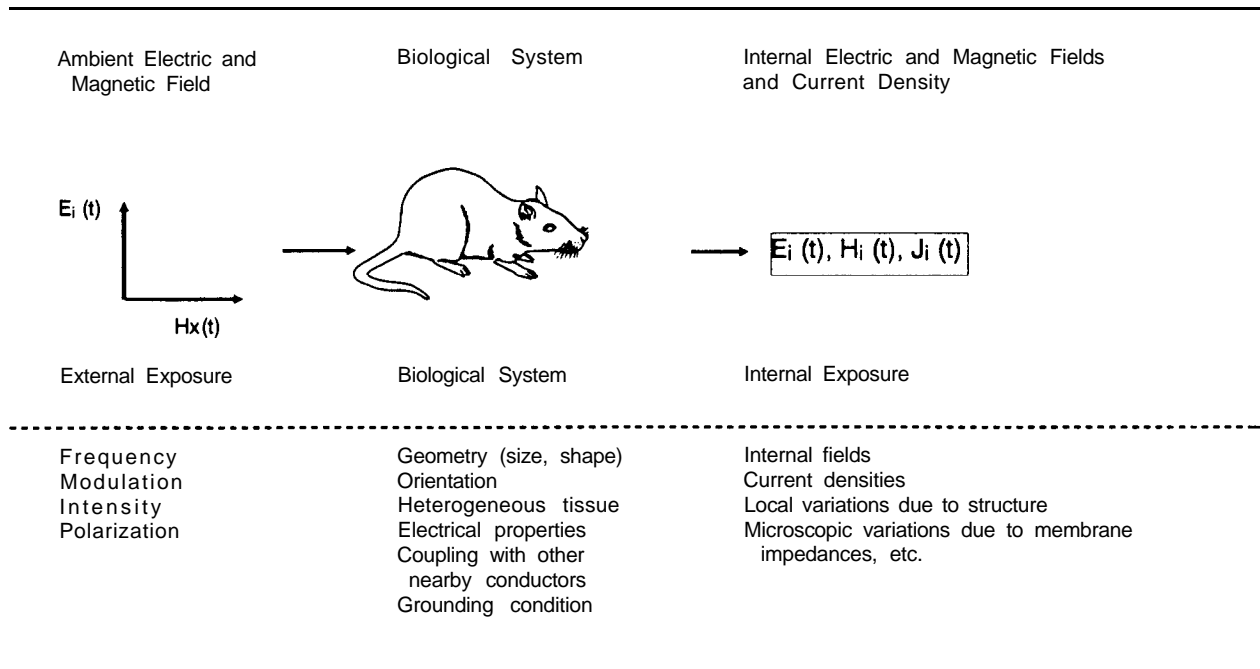 Ambient Electric and
Magnetic Field
Biological System
Internal Electric and Magnetic Fields
and Current Density
Ei (t)
Hx(t)
Ei (t), Hi (t), Ji (t)
External Exposure
Biological System
Internal Exposure
Frequency
Modulation
Intensity
Polarization
Geometry (size, shape)
Orientation
Heterogeneous tissue
Electrical properties
Coupling with other
nearby conductors
Grounding condition
Internal fields
Current densities
Local variations due to structure
Microscopic variations due to membrane
impedances, etc.